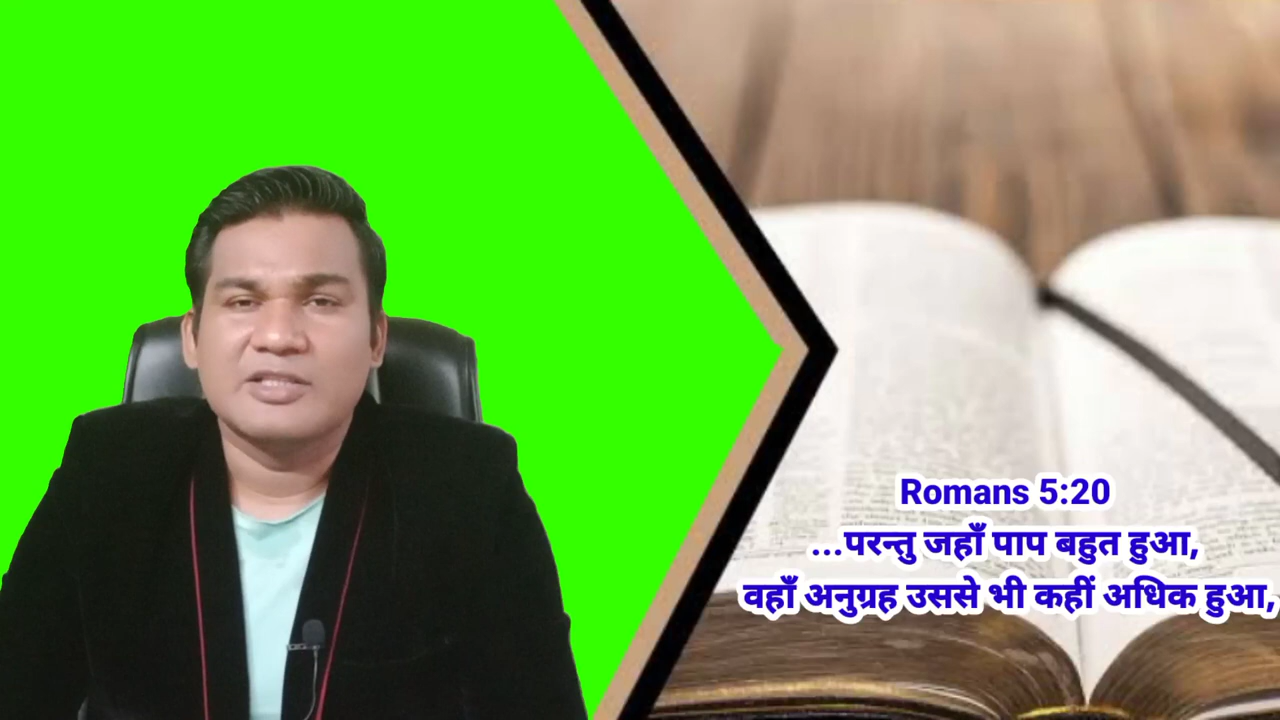 Romans 5:20
...परन्तु जहाँ पाप बहुत हुआ,
वहाँ अनुग्रह उससे भी कहीं अधिक हुआ,